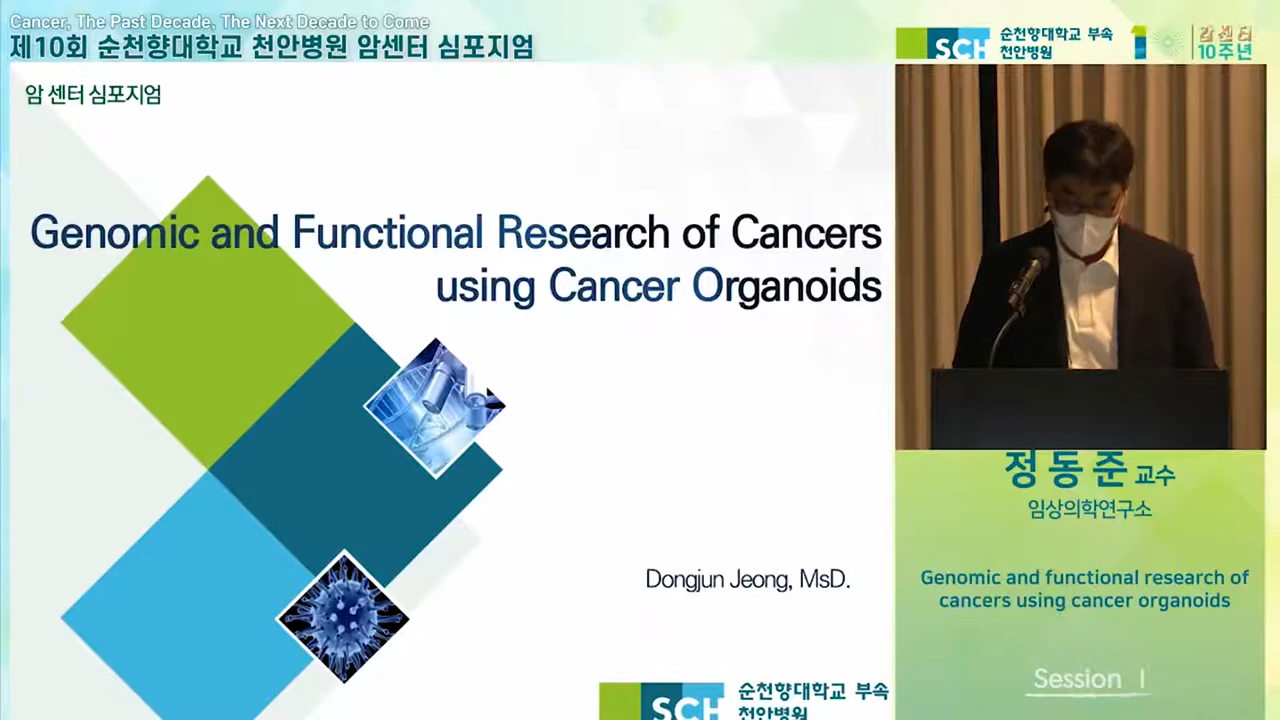 Cancer, The Past Decade, The Next Decade to Come
제10회 순천향대학교 천안병원 암센터 심포지엄
SCH
순천향대학교 부속
천안병원
1
암센터
10주년
암 센터 심포지엄
Genomic and Functional Research of Cancers
using Cancer Organoids
Dongjun Jeong, MsD.
SCH
순천향대학교 부속
천안병원
정동준 교수
임상의학연구소
Genomic and functional research of
cancers using cancer organoids
Session I